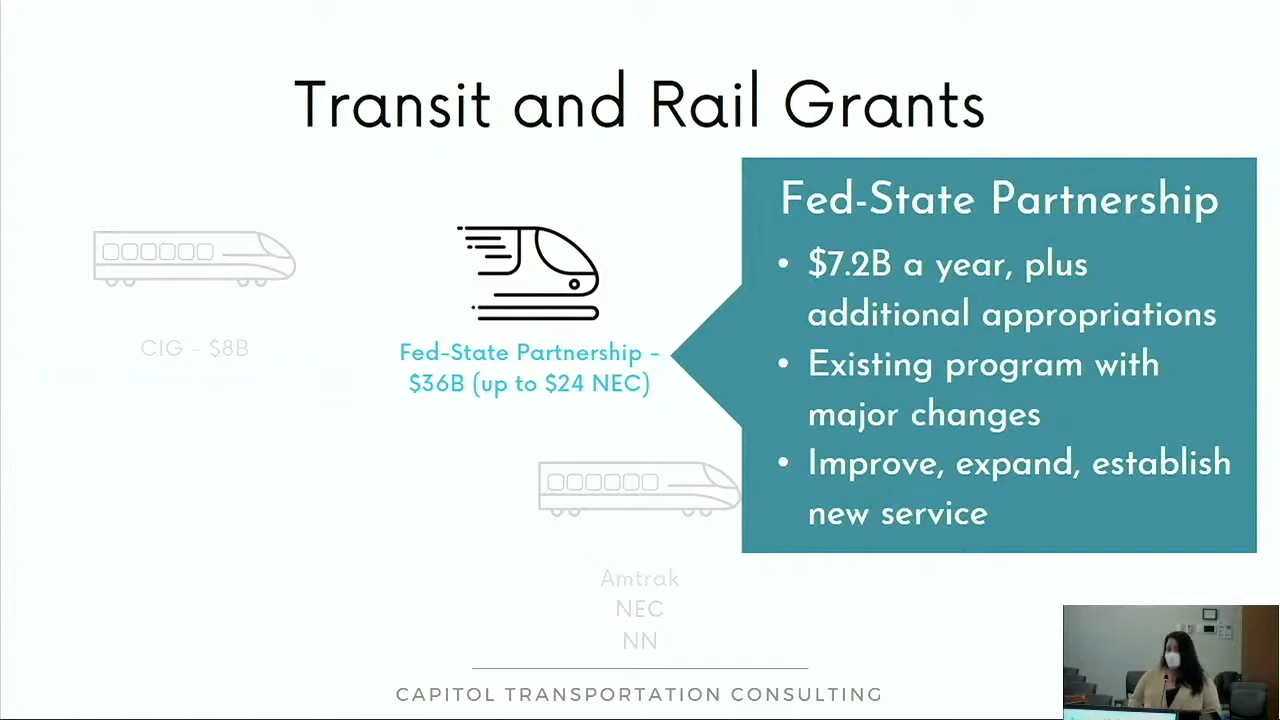 Transit and Rail Grants
CIG - $8B
Fed-State Partnership -
$36B (up to $24 NEC)
Fed-State Partnership
• $7.2B a year, plus
additional appropriations
• Existing program with
major changes
• Improve, expand, establish
new service
Amtrak
NEC
NN
CAPITOL TRANSPORTATION CONSULTING